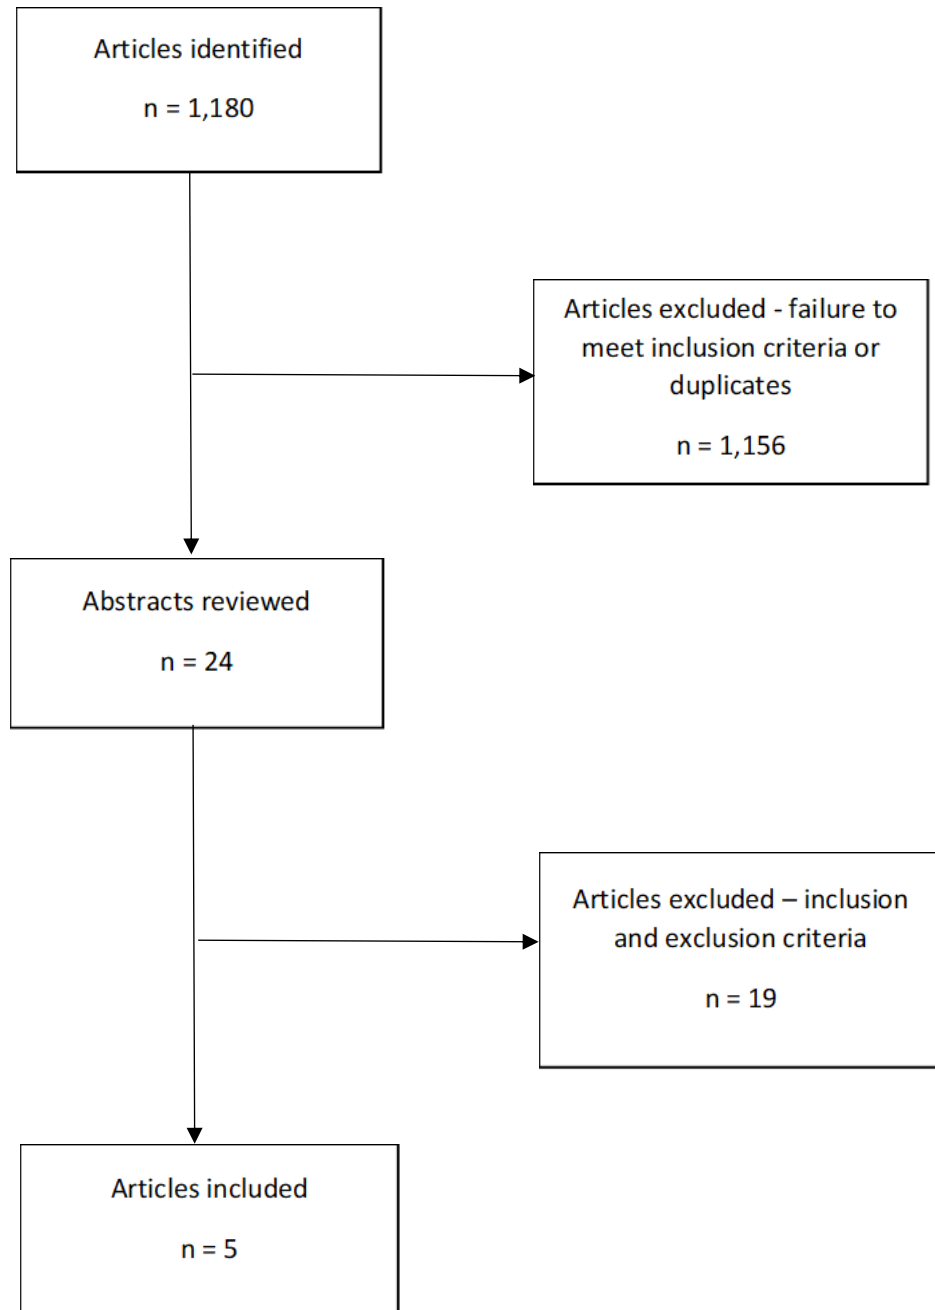 Articles identified
n = 1,180
Articles excluded - failure to
meet inclusion criteria or
duplicates
n = 1,156
Abstracts reviewed
n = 24
Articles excluded – inclusion
and exclusion criteria
n = 19
Articles included
n = 5